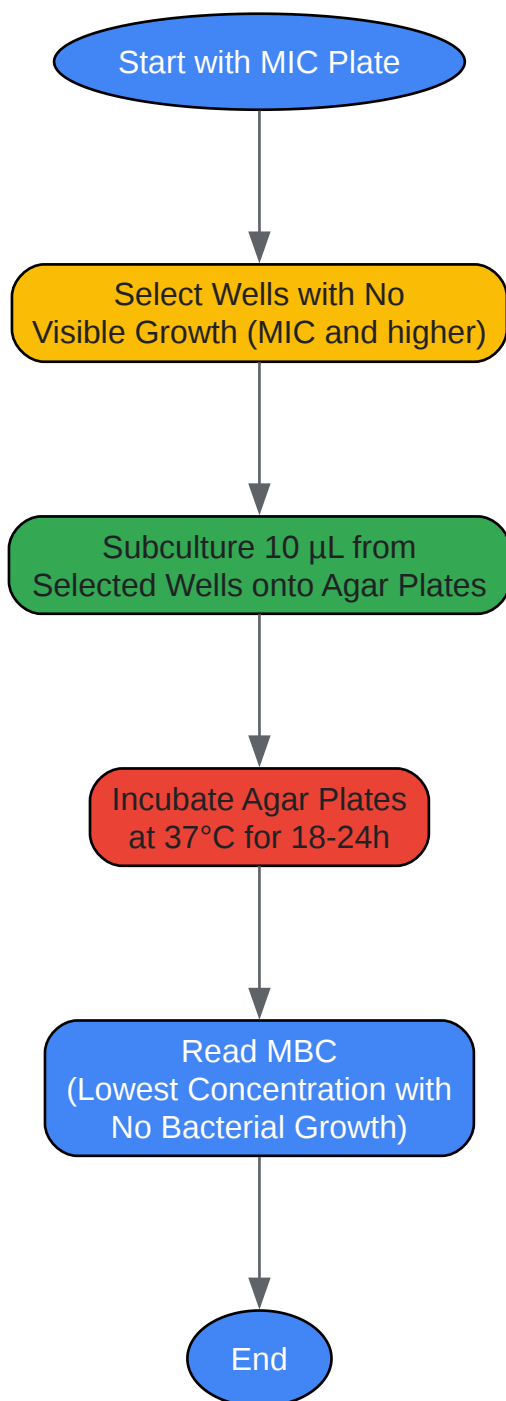 Start with MIC Plate
Select Wells with No
Visible Growth (MIC and higher)
Subculture 10 µL from
Selected Wells onto Agar Plates
Incubate Agar Plates
at 37°C for 18-24h
Read MBC
(Lowest Concentration with
No Bacterial Growth)
End